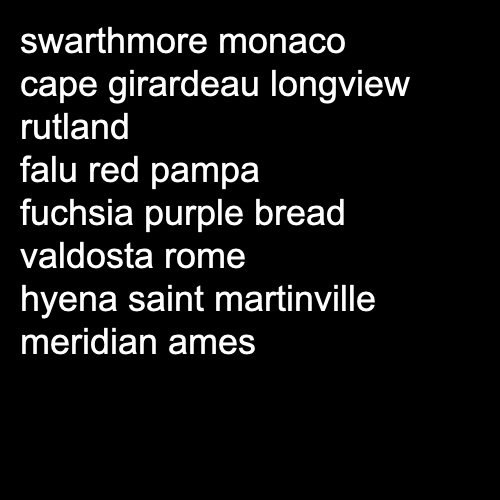 swarthmore monaco
cape girardeau longview
rutland
falu red pampa
fuchsia purple bread
valdosta rome
hyena saint martinville
meridian ames